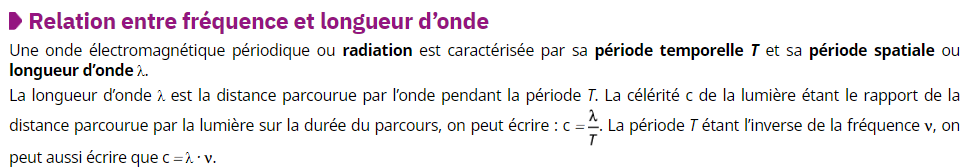 Relation entre fréquence et longueur d’onde
Une onde électromagnétique périodique ou radiation est caractérisée par sa période temporelle T et sa période spatiale ou
longueur d’onde λ.
La longueur d’onde λ est la distance parcourue par l’onde pendant la période T. La célérité c de la lumière étant le rapport de la
distance parcourue par la lumière sur la durée du parcours, on peut écrire : c = λ/T. La période T étant l’inverse de la fréquence ν, on
peut aussi écrire que c = λ · ν.